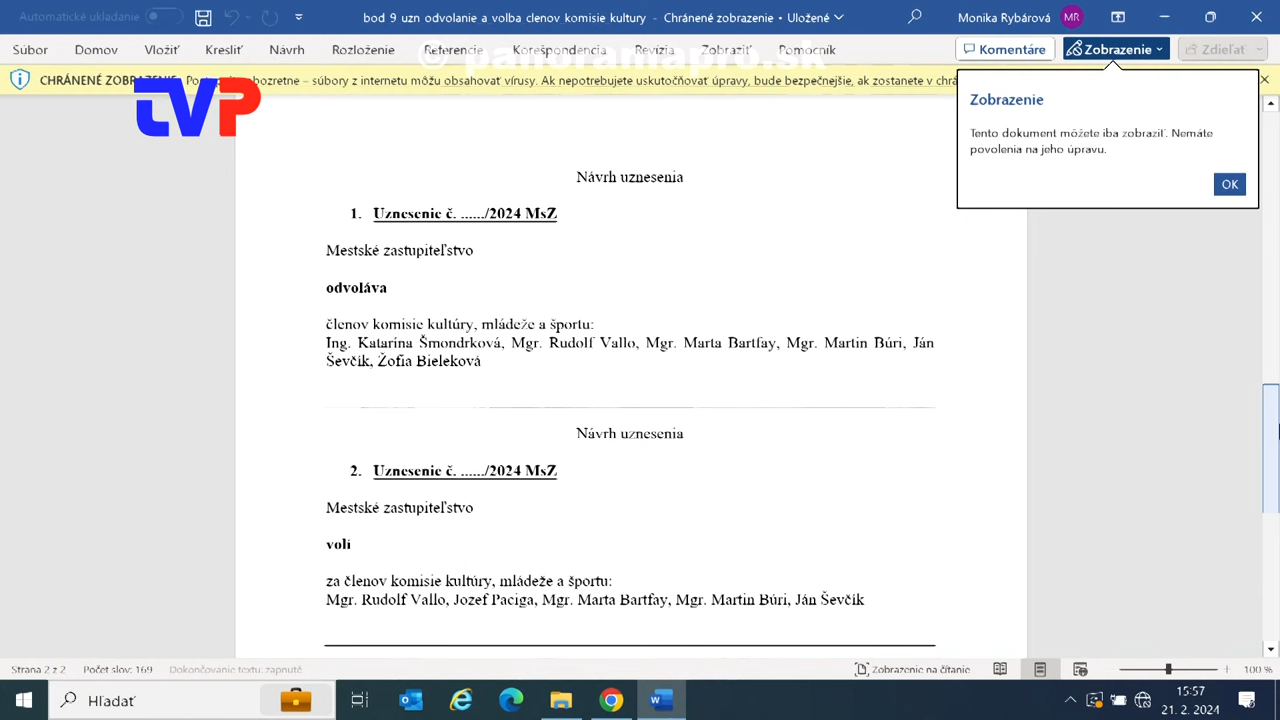 Automatické ukladanie
bod 9 uzn odvolanie a volba clenov komisie kultury - Chránené zobrazenie • Uložené
Monika Rybárová MR
Súbor Domov Vložiť Kresliť Návrh Rozloženie Referencie Korešpondencia Revízia Zobraziť Pomocník
Komentáre Zobrazenie Zdieľať
CHRÁNENÉ ZOBRAZENIE
obozretne – súbory z internetu môžu obsahovať vírusy. Ak nepotrebujete uskutočňovať úpravy, bude bezpečnejšie, ak zostanete v
tvP
Zobrazenie
Tento dokument môžete iba zobraziť. Nemáte
povolenia na jeho úpravu.
OK
Návrh uznesenia
1. Uznesenie č. ....../2024 MsZ
Mestské zastupiteľstvo
odvoláva
členov komisie kultúry, mládeže a športu:
Ing. Katarína Šmondrková, Mgr. Rudolf Vallo, Mgr. Marta Bartfay, Mgr. Martin Búri, Ján
Ševčík, Žofia Bieleková
Návrh uznesenia
2. Uznesenie č. ....../2024 MsZ
Mestské zastupiteľstvo
volí
za členov komisie kultúry, mládeže a športu:
Mgr. Rudolf Vallo, Jozef Paciga, Mgr. Marta Bartfay, Mgr. Martin Búri, Ján Ševčík
Strana 2 z 2 Počet slov: 169 Dokončovanie textu: zapnuté
Zobrazenie na čítanie
100 %
Hľadať
15:57
21. 2. 2024